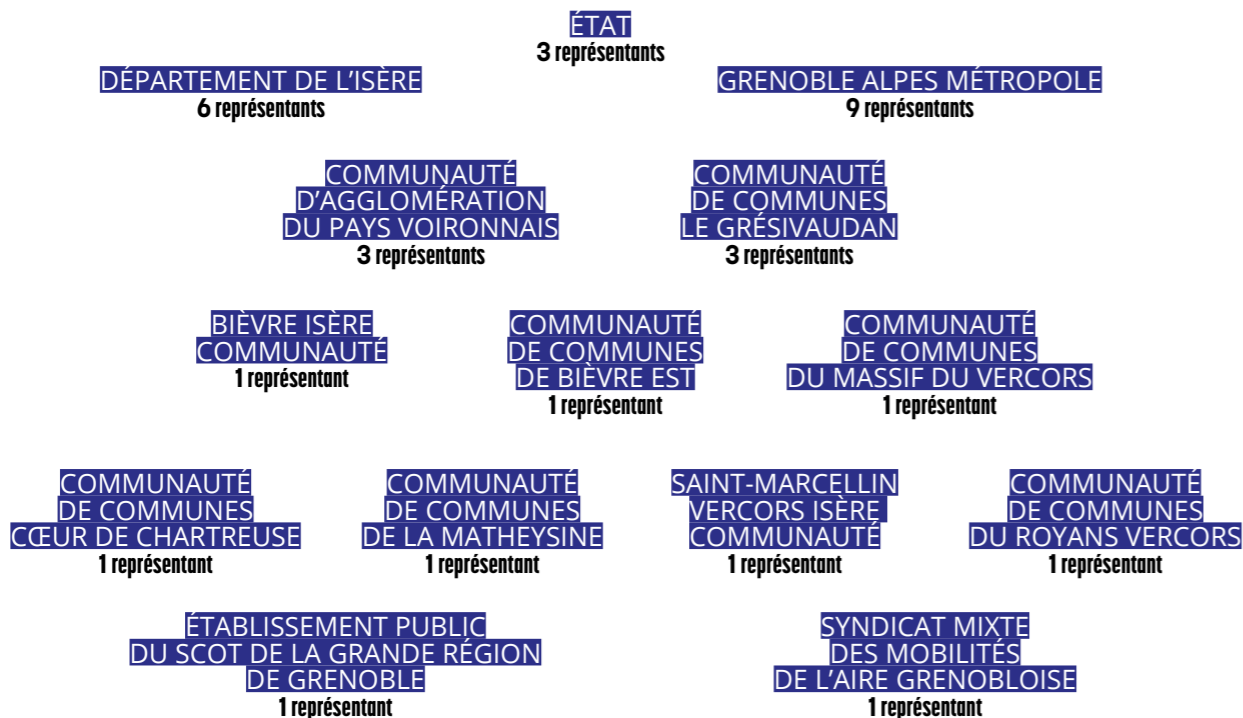 ÉTAT
3 représentants
DÉPARTEMENT DE L'ISÈRE
6 représentants
GRENOBLE ALPES MÉTROPOLE
9 représentants
COMMUNAUTÉ
D'AGGLOMÉRATION
DU PAYS VOIRONNAIS
3 représentants
COMMUNAUTÉ
DE COMMUNES
LE GRÉSIVAUDAN
3 représentants
BIÈVRE ISÈRE
COMMUNAUTÉ
1 représentant
COMMUNAUTÉ
DE COMMUNES
DE BIÈVRE EST
1 représentant
COMMUNAUTÉ
DE COMMUNES
DU MASSIF DU VERCORS
1 représentant
COMMUNAUTÉ
DE COMMUNES
CŒUR DE CHARTREUSE
1 représentant
COMMUNAUTÉ
DE COMMUNES
DE LA MATHEYSINE
1 représentant
SAINT-MARCELLIN
VERCORS ISÈRE
COMMUNAUTÉ
1 représentant
COMMUNAUTÉ
DE COMMUNES
DU ROYANS VERCORS
1 représentant
ÉTABLISSEMENT PUBLIC
DU SCOT DE LA GRANDE RÉGION
DE GRENOBLE
1 représentant
SYNDICAT MIXTE
DES MOBILITÉS
DE L'AIRE GRENOBLOISE
1 représentant